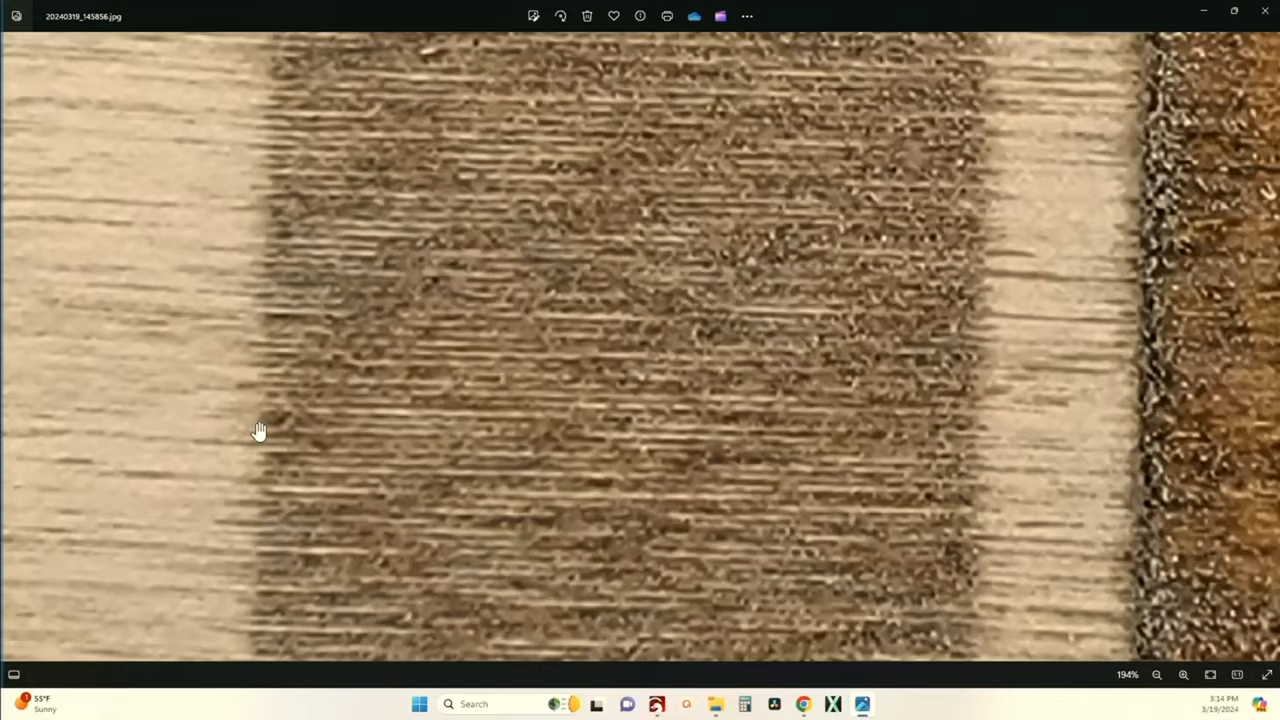 20240319_145856.jpg
194%
55°F
Sunny
Search
3:14 PM
3/19/2024